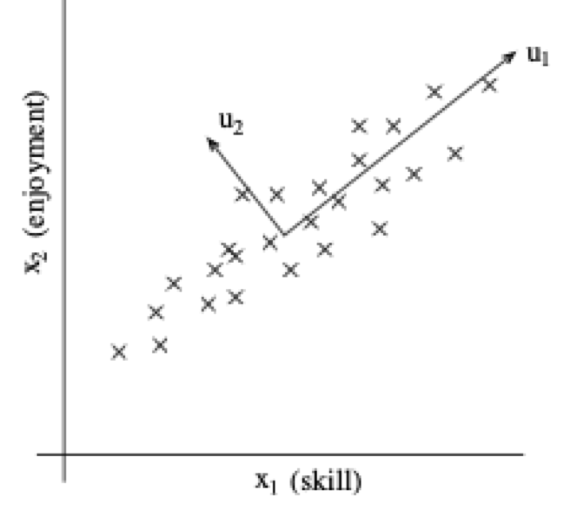 u₁
u₂
x₂ (enjoyment)
x₁ (skill)